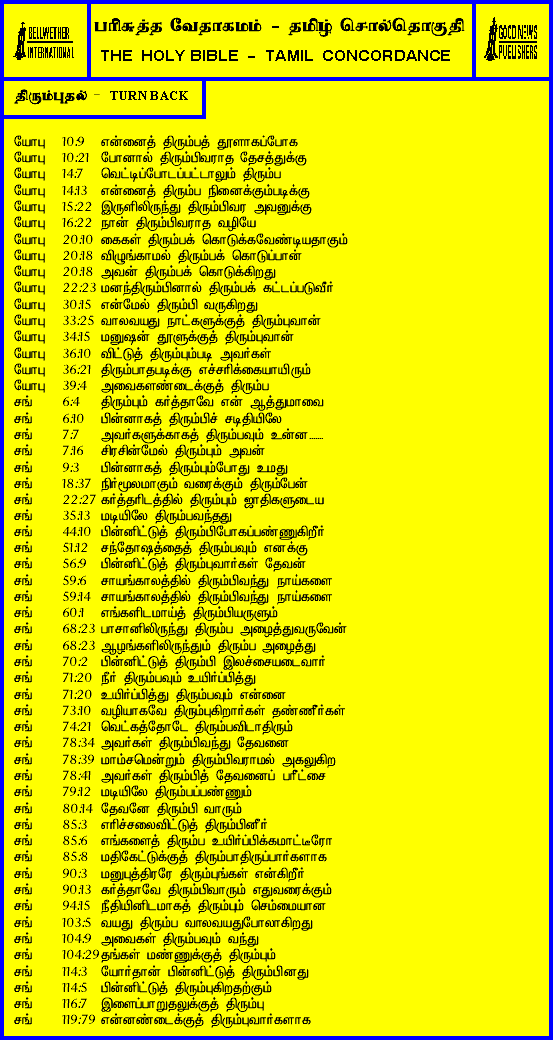 BELLWETHER
INTERNATIONAL
பரிசுத்த வேதாகமம் - தமிழ் சொல்தொகுதி
THE HOLY BIBLE - TAMIL CONCORDANCE
GOOD NEWS
PUBLISHERS
திரும்புதல் - TURN BACK
யோபு 10:9 என்னைத் திரும்பத் தூளாகப்போக
யோபு 10:21 போனால் திரும்பிவராத தேசத்துக்கு
யோபு 14:7 வெட்டிப்போடப்பட்டாலும் திரும்ப
யோபு 14:13 என்னைத் திரும்ப நினைக்கும்படிக்கு
யோபு 15:22 இருளிலிருந்து திரும்பிவர அவனுக்கு
யோபு 16:22 நான் திரும்பிவராத வழியே
யோபு 20:10 கைகள் திரும்பக் கொடுக்கவேண்டியதாகும்
யோபு 20:18 விழுங்காமல் திரும்பக் கொடுப்பான்
யோபு 20:18 அவன் திரும்பக் கொடுக்கிறது
யோபு 22:23 மனந்திரும்பினால் திரும்பக் கட்டப்படுவீர்
யோபு 30:15 என்மேல் திரும்பி வருகிறது
யோபு 33:25 வாலவயது நாட்களுக்குத் திரும்புவான்
யோபு 34:15 மனுஷன் தூளுக்குத் திரும்புவான்
யோபு 36:10 விட்டுத் திரும்பும்படி அவர்கள்
யோபு 36:21 திரும்பாதபடிக்கு எச்சரிக்கையாயிரும்
யோபு 39:4 அவைகளண்டைக்குத் திரும்ப
சங் 6:4 திரும்பும் கர்த்தாவே என் ஆத்துமாவை
சங் 6:10 பின்னாகத் திரும்பிச் சடிதியிலே
சங் 7:7 அவர்களுக்காகத் திரும்பவும் உன்ன......
சங் 7:16 சிரசின்மேல் திரும்பும் அவன்
சங் 9:3 பின்னாகத் திரும்பும்போது உமது
சங் 18:37 நிர்மூலமாகும் வரைக்கும் திரும்பேன்
சங் 22:27 கர்த்தரிடத்தில் திரும்பும் ஜாதிகளுடைய
சங் 35:13 மடியிலே திரும்பவந்தது
சங் 44:10 பின்னிட்டுத் திரும்பிபோகப்பண்ணுகிறீர்
சங் 51:12 சந்தோஷத்தைத் திரும்பவும் எனக்கு
சங் 56:9 பின்னிட்டுத் திரும்புவார்கள் தேவன்
சங் 59:6 சாயங்காலத்தில் திரும்பிவந்து நாய்களை
சங் 59:14 சாயங்காலத்தில் திரும்பிவந்து நாய்களை
சங் 60:1 எங்களிடமாய்த் திரும்பியருளும்
சங் 68:23 பாசானிலிருந்து திரும்ப அழைத்துவருவேன்
சங் 68:23 ஆழங்களிலிருந்தும் திரும்ப அழைத்து
சங் 70:2 பின்னிட்டுத் திரும்பி இலச்சையடைவார்
சங் 71:20 நீர் திரும்பவும் உயிர்ப்பித்து
சங் 71:20 உயிர்ப்பித்து திரும்பவும் என்னை
சங் 73:10 வழியாகவே திரும்புகிறார்கள் தண்ணீர்கள்
சங் 74:21 வெட்கத்தோடே திரும்பவிடாதிரும்
சங் 78:34 அவர்கள் திரும்பிவந்து தேவனை
சங் 78:39 மாம்சமென்றும் திரும்பிவராமல் அகலுகிற
சங் 78:41 அவர்கள் திரும்பித் தேவனைப் பரீட்சை
சங் 79:12 மடியிலே திரும்பப்பண்ணும்
சங் 80:14 தேவனே திரும்பி வாரும்
சங் 85:3 எரிச்சலைவிட்டுத் திரும்பினீர்
சங் 85:6 எங்களைத் திரும்ப உயிர்ப்பிக்கமாட்டீரோ
சங் 85:8 மதிகேட்டுக்குத் திரும்பாதிருப்பார்களாக
சங் 90:3 மனுபுத்திரரே திரும்புங்கள் என்கிறீர்
சங் 90:13 கர்த்தாவே திரும்பிவாரும் எதுவரைக்கும்
சங் 94:15 நீதியினிடமாகத் திரும்பும் செம்மையான
சங் 103:5 வயது திரும்ப வாலவயதுபோலாகிறது
சங் 104:9 அவைகள் திரும்பவும் வந்து
சங் 104:29 தங்கள் மண்ணுக்குத் திரும்பும்
சங் 114:3 யோர்தான் பின்னிட்டுத் திரும்பினது
சங் 114:5 பின்னிட்டுத் திரும்புகிறதற்கும்
சங் 116:7 இளைப்பாறுதலுக்குத் திரும்பு
சங் 119:79 என்னண்டைக்குத் திரும்புவார்களாக